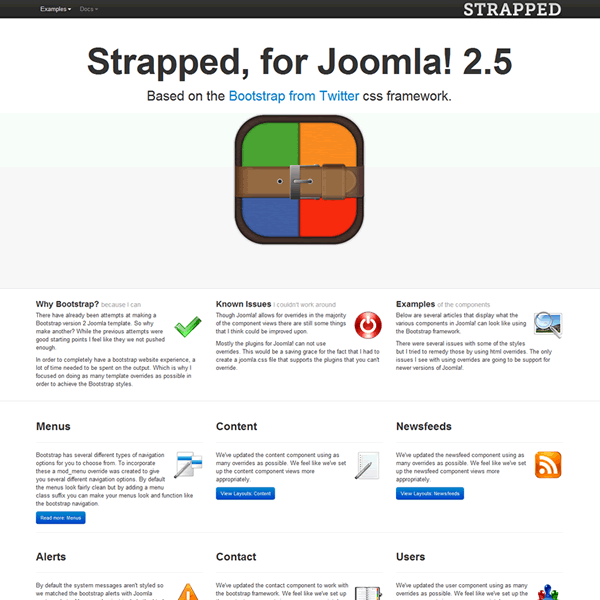 Examples Docs
STRAPPED
Strapped, for Joomla! 2.5
Based on the Bootstrap from Twitter css framework.
Why Bootstrap? because I can
There have already been attempts at making a
Bootstrap version 2 Joomla template. So why
make another? While the previous attempts were
good starting points I feel like they we not pushed
enough.
In order to completely have a bootstrap website experience, a
lot of time needed to be spent on the output. Which is why I
focused on doing as many template overrides as possible in
order to achieve the Bootstrap styles.
Known Issues I couldn't work around
Though Joomla! allows for overrides in the majority
of the component views there are still some things
that I think could be improved upon.
Mostly the plugins for Joomla! can not use
overrides. This would be a saving grace for the fact that I had to
create a joomla.css file that supports the plugins that you can't
override.
Examples of the components
Below are several articles that display what the
various components in Joomla! can look like using
the Bootstrap framework.
There were several issues with some of the styles
but I tried to remedy those by using html overrides. The only
issues I see with using overrides are going to be support for
newer versions of Joomla!.
Menus
Bootstrap has several different types of navigation
options for you to choose from. To incorporate
these a mod_menu override was created to give
you several different navigation options. By default
the menus look fairly clean but by adding a menu
class suffix you can make your menus look and function like
the bootstrap navigation.
Read more: Menus
Content
We've updated the content component using as
many overrides as possible. We feel like we've set
up the content component views more
appropriately.
View Layouts: Content
Newsfeeds
We've updated the newsfeed component using as
many overrides as possible. We feel like we've set
up the newsfeed component views more
appropriately.
View Layouts: Newsfeeds
Alerts
By default the system messages aren't styled so
we matched the bootstrap alerts with Joomla
Contact
We've updated the contact component to work with
the bootstrap framework. We feel like we've set up
Users
We've updated the user component using as many
overrides as possible. We feel like we've set up the